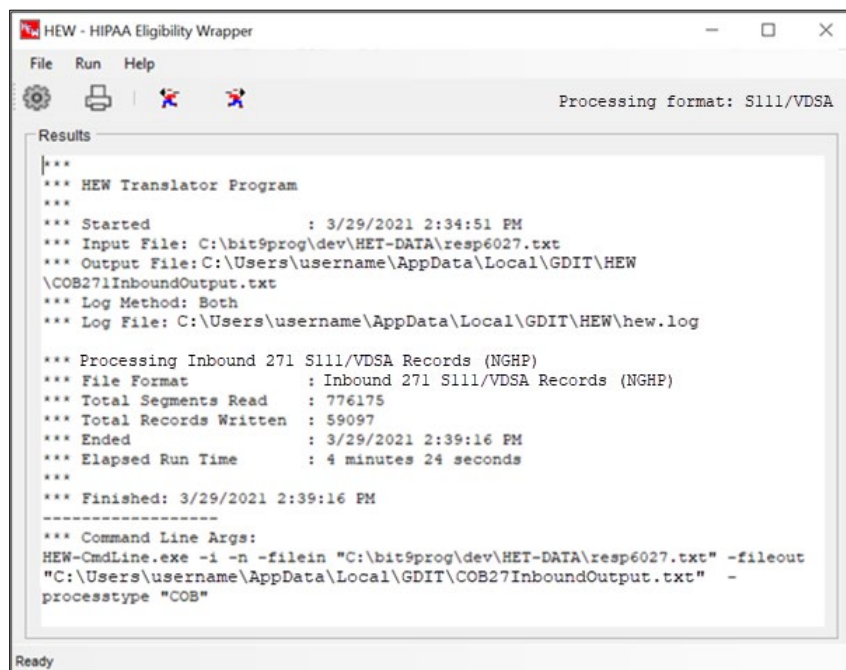 HEW - HIPAA Eligibility Wrapper
File Run Help
Processing format: S111/VDSA
Results
***
*** HEW Translator Program
***
*** Started : 3/29/2021 2:34:51 PM
*** Input File: C:\bit9prog\dev\HET-DATA\resp6027.txt
*** Output File:C:\Users\username\AppData\Local\GDIT\HEW
\COB271InboundOutput.txt
*** Log Method: Both
*** Log File: C:\Users\username\AppData\Local\GDIT\HEW\hew.log
*** Processing Inbound 271 S111/VDSA Records (NGHP)
*** File Format : Inbound 271 S111/VDSA Records (NGHP)
*** Total Segments Read : 776175
*** Total Records Written : 59097
*** Ended : 3/29/2021 2:39:16 PM
*** Elapsed Run Time : 4 minutes 24 seconds
***
*** Finished: 3/29/2021 2:39:16 PM
------------------
*** Command Line Args:
HEW-CmdLine.exe -i -n -filein "C:\bit9prog\dev\HET-DATA\resp6027.txt" -fileout
"C:\Users\username\AppData\Local\GDIT\COB27InboundOutput.txt" -
processtype "COB"
Ready